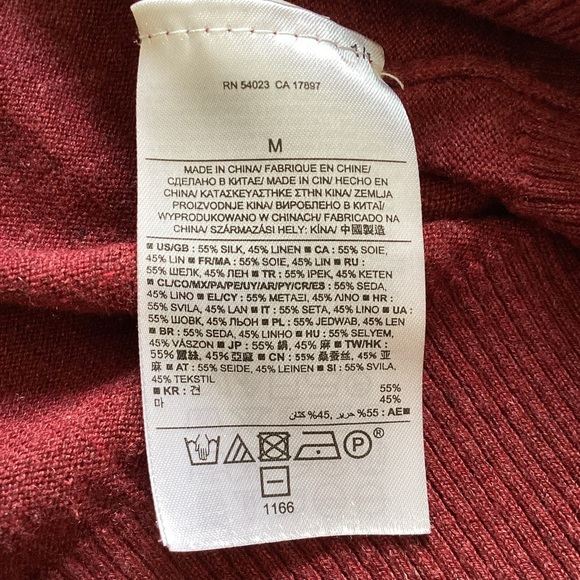 RN 54023 CA 17897
M
MADE IN CHINA/ FABRIQUE EN CHINE/
СДЕЛАНО В КИТАЕ/ MADE IN CIN/ HECHO EN
CHINA/ ΚΑΤΑΣΚΕΥΑΣΤΗΚΕ ΣΤΗΝ ΚΙΝΑ/ ZEMLJA
PROIZVODNJE KINA/ ВИРОБЛЕНО В КИТАЇ/
WYPRODUKOWANO W CHINACH/ FABRICADO NA
CHINA/ SZÁRMAZÁSI HELY: KÍNA/ 中國製造
■ US/GB : 55% SILK, 45% LINEN ■ CA : 55% SOIE,
45% LIN ■ FR/MA : 55% SOIE, 45% LIN ■ RU :
55% ШЕЛК, 45% ЛЕН ■ TR : 55% IPEK, 45% KETEN
■ CL/CO/MX/PA/PE/UY/AR/PY/CR/ES : 55% SEDA,
45% LINO ■ EL/CY : 55% ΜΕΤΑΞΙ, 45% ΛΙΝΟ ■ HR :
55% SVILA, 45% LAN ■ IT : 55% SETA, 45% LINO ■ UA :
55% ШОВК, 45% ЛЬОН ■ PL : 55% JEDWAB, 45% LEN
■ BR : 55% SEDA, 45% LINHO ■ HU : 55% SELYEM,
45% VÁSZON ■ JP : 55% 絹, 45% 麻 ■ TW/HK :
55% 蠶絲, 45% 亞麻 ■ CN : 55% 桑蚕丝, 45% 亚
麻 ■ AT : 55% SEIDE, 45% LEINEN ■ SI : 55% SVILA,
45% TEKSTIL
■ KR : 견 55%
마 45%
■ AE : 55% حرير, 45% كتان
P®
1166